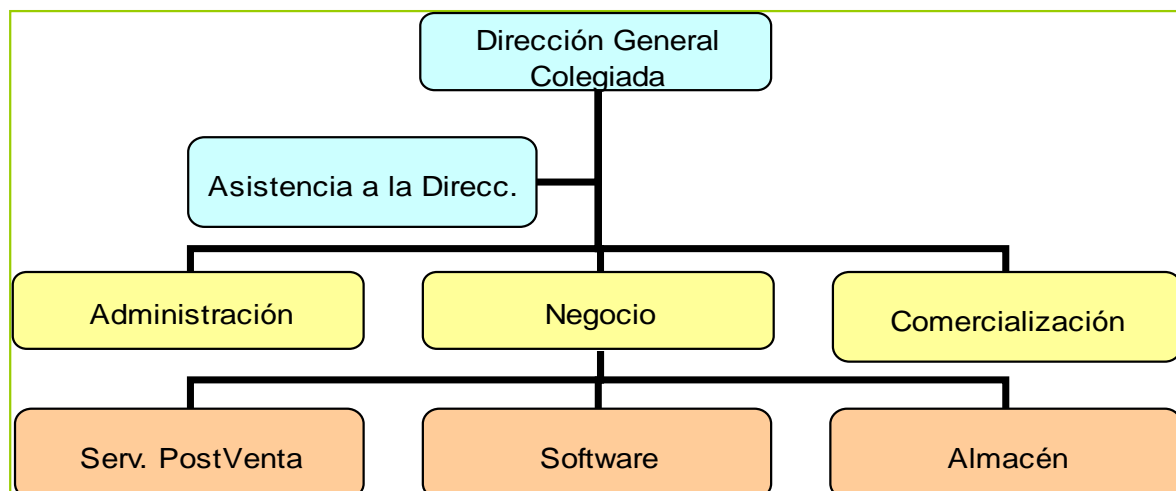 Dirección General
Colegiada
Asistencia a la Direcc.
Administración
Negocio
Comercialización
Serv. PostVenta
Software
Almacén